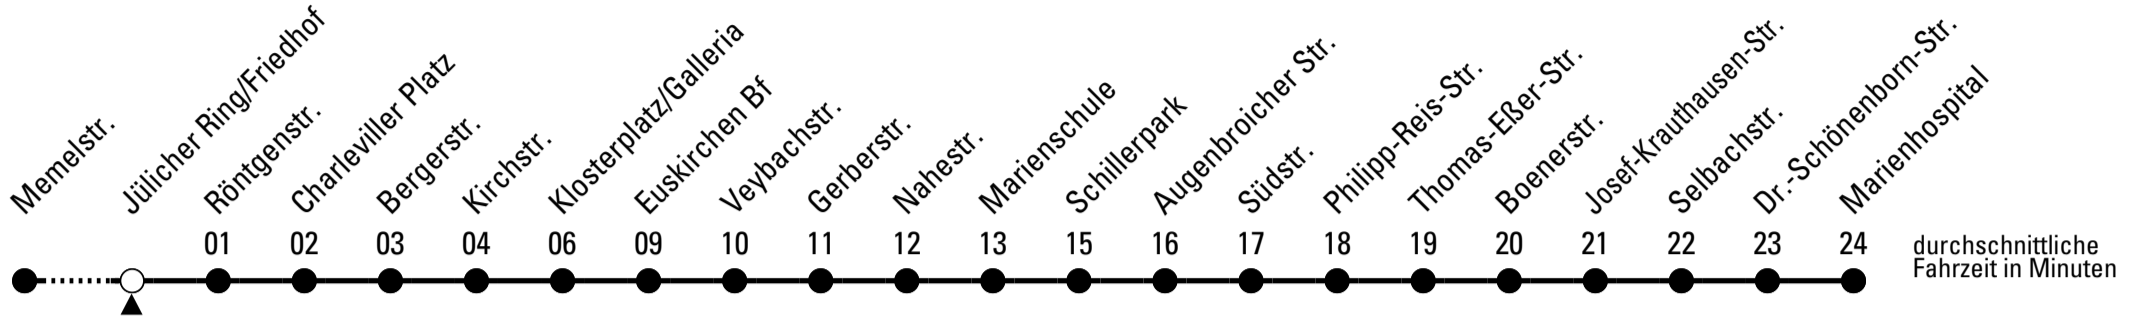 Memelstr.
Jülicher Ring/Friedhof
Röntgenstr.
Charleviller Platz
Bergerstr.
Kirchstr.
Klosterplatz/Galleria
Euskirchen Bf
Veybachstr.
Gerberstr.
Nahestr.
Marienschule
Schillerpark
Augenbroicher Str.
Südstr.
Philipp-Reis-Str.
Thomas-Eßer-Str.
Boenerstr.
Josef-Krauthausen-Str.
Selbachstr.
Dr.-Schönenborn-Str.
Marienhospital
01 02 03 04 06 09 10 11 12 13 15 16 17 18 19 20 21 22 23 24
durchschnittliche
Fahrzeit in Minuten